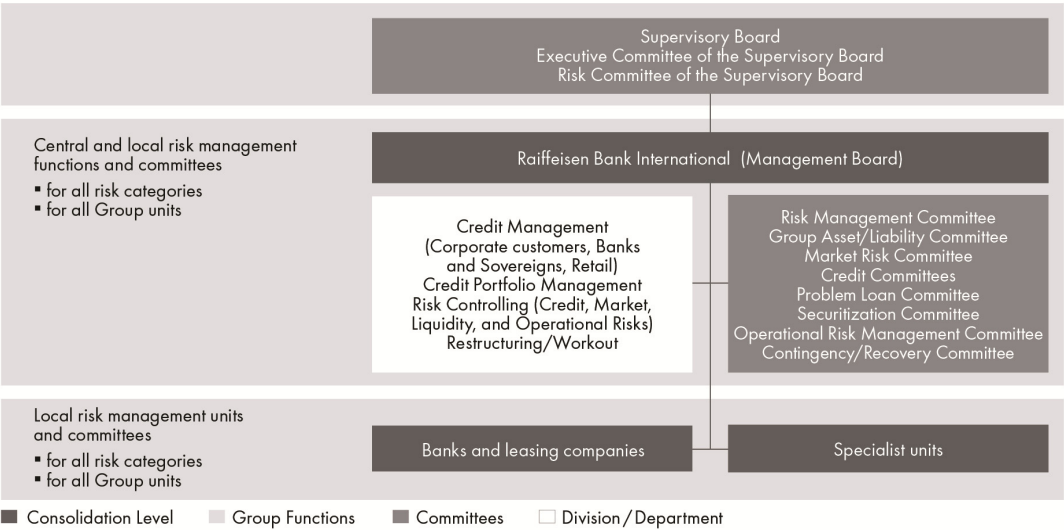 Supervisory Board
Executive Committee of the Supervisory Board
Risk Committee of the Supervisory Board
Central and local risk management
functions and committees
▪ for all risk categories
▪ for all Group units
Raiffeisen Bank International (Management Board)
Credit Management
(Corporate customers, Banks
and Sovereigns, Retail)
Credit Portfolio Management
Risk Controlling (Credit, Market,
Liquidity, and Operational Risks)
Restructuring/Workout
Risk Management Committee
Group Asset/Liability Committee
Market Risk Committee
Credit Committees
Problem Loan Committee
Securitization Committee
Operational Risk Management Committee
Contingency/Recovery Committee
Local risk management units
and committees
▪ for all risk categories
▪ for all Group units
Banks and leasing companies
Specialist units
Consolidation Level
Group Functions
Committees
Division/Department